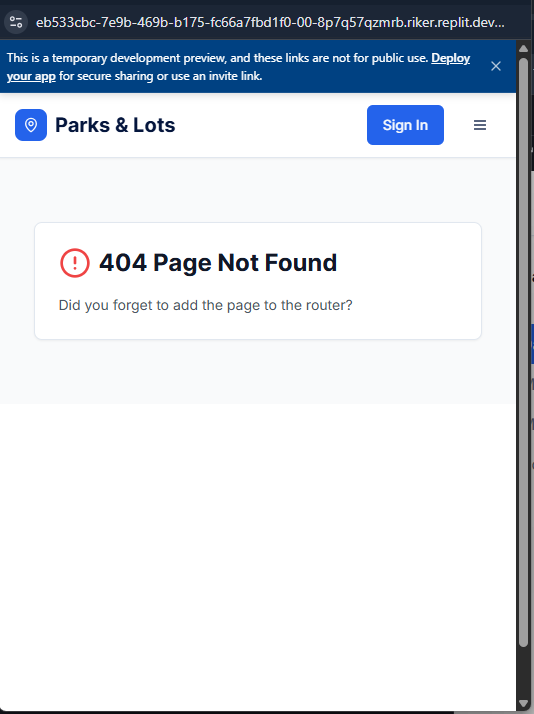 eb533cbc-7e9b-469b-b175-fc66a7fbd1f0-00-8p7q57qzmrb.riker.replit.dev...
This is a temporary development preview, and these links are not for public use. Deploy
your app for secure sharing or use an invite link.
Parks & Lots
Sign In
404 Page Not Found
Did you forget to add the page to the router?